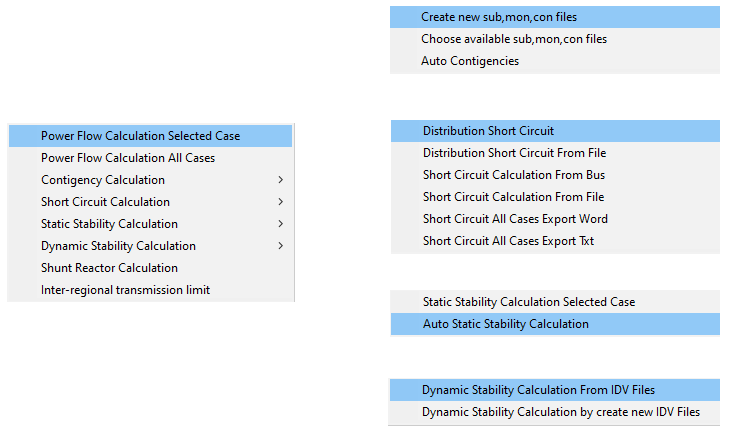 Create new sub,mon,con files
Choose available sub,mon,con files
Auto Contigencies
Power Flow Calculation Selected Case
Power Flow Calculation All Cases
Contigency Calculation
Short Circuit Calculation
Static Stability Calculation
Dynamic Stability Calculation
Shunt Reactor Calculation
Inter-regional transmission limit
Distribution Short Circuit
Distribution Short Circuit From File
Short Circuit Calculation From Bus
Short Circuit Calculation From File
Short Circuit All Cases Export Word
Short Circuit All Cases Export Txt
Static Stability Calculation Selected Case
Auto Static Stability Calculation
Dynamic Stability Calculation From IDV Files
Dynamic Stability Calculation by create new IDV Files